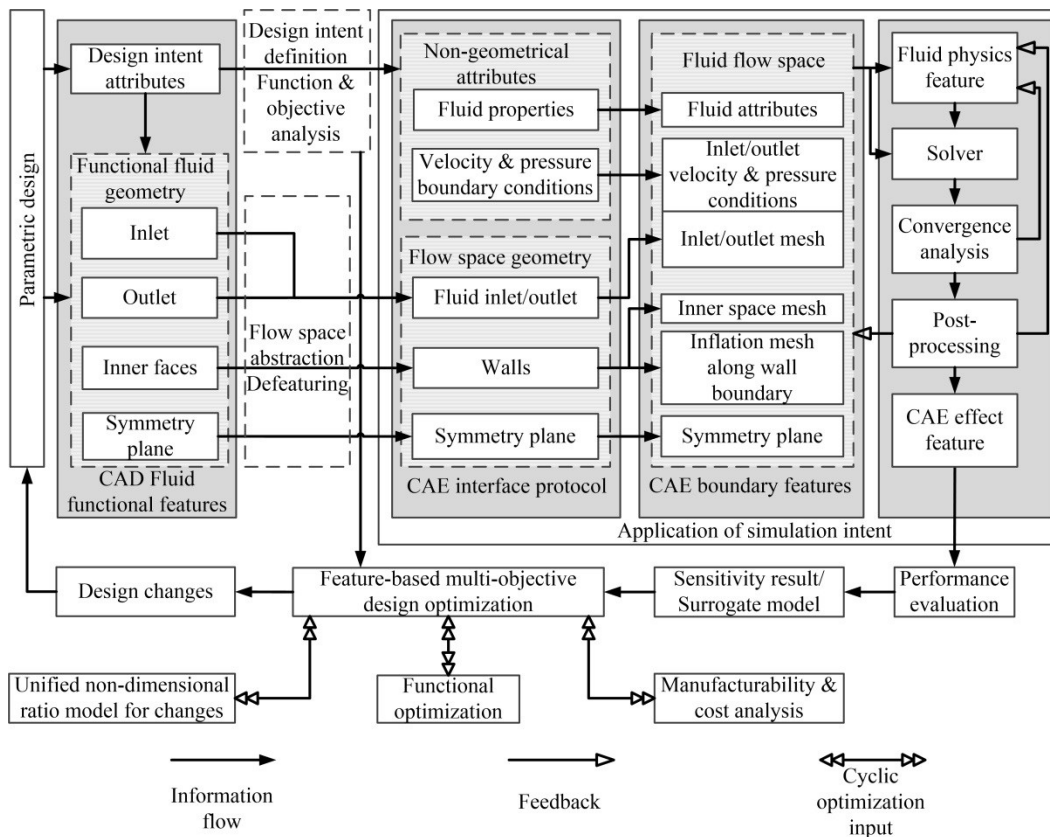 Parametric design
Design intent
attributes
Functional fluid
geometry
Inlet
Outlet
Inner faces
Symmetry
plane
CAD Fluid
functional features
Design intent
definition
Function &
objective
analysis
Flow space
abstraction
Defeaturing
Non-geometrical
attributes
Fluid properties
Velocity & pressure
boundary conditions
Flow space geometry
Fluid inlet/outlet
Walls
Symmetry plane
CAE interface protocol
Fluid flow space
Fluid attributes
Inlet/outlet
velocity & pressure
conditions
Inlet/outlet mesh
Inner space mesh
Inflation mesh
along wall
boundary
Symmetry plane
CAE boundary features
Fluid physics
feature
Solver
Convergence
analysis
Post-
processing
CAE effect
feature
Application of simulation intent
Design changes
Feature-based multi-objective
design optimization
Sensitivity result/
Surrogate model
Performance
evaluation
Unified non-dimensional
ratio model for changes
Functional
optimization
Manufacturability &
cost analysis
Information
flow
Feedback
Cyclic
optimization
input